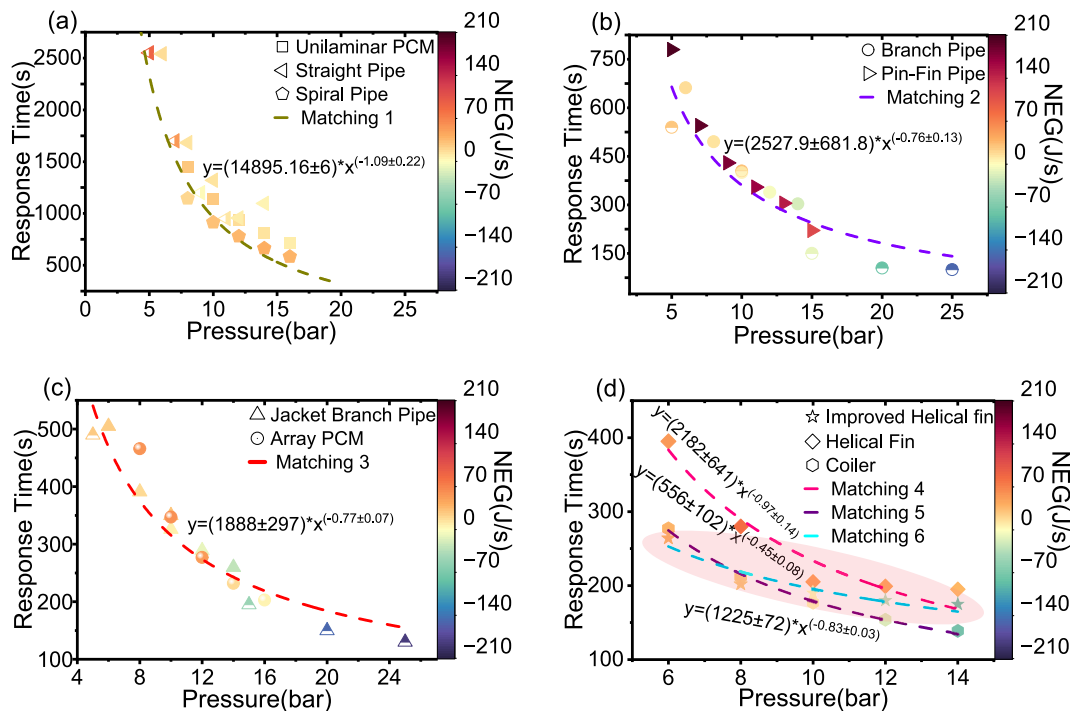 (a)
2500
2000
1500
1000
500
0
5
10
15
20
25
Response Time(s)
Pressure(bar)
Unilaminar PCM
Straight Pipe
Spiral Pipe
Matching 1
y=(14895.16±6)*x(-1.09±0.22)
210
140
70
0
−70
−140
−210
NEG(J/s)
(b)
750
600
450
300
150
5
10
15
20
25
Response Time(s)
Pressure(bar)
Branch Pipe
Pin-Fin Pipe
Matching 2
y=(2527.9±681.8)*x(-0.76±0.13)
210
140
70
0
−70
−140
−210
NEG(J/s)
(c)
500
400
300
200
100
4
8
12
16
20
24
Response Time(s)
Pressure(bar)
Jacket Branch Pipe
Array PCM
Matching 3
y=(1888±297)*x(-0.77±0.07)
210
140
70
0
−70
−140
−210
NEG(J/s)
(d)
400
300
200
100
6
8
10
12
14
Response Time(s)
Pressure(bar)
Improved Helical fin
Helical Fin
Coiler
Matching 4
Matching 5
Matching 6
y=(2182±641)*x(-0.97±0.14)
y=(556±102)*x(-0.45±0.08)
y=(1225±72)*x(-0.83±0.03)
210
140
70
0
−70
−140
−210
NEG(J/s)